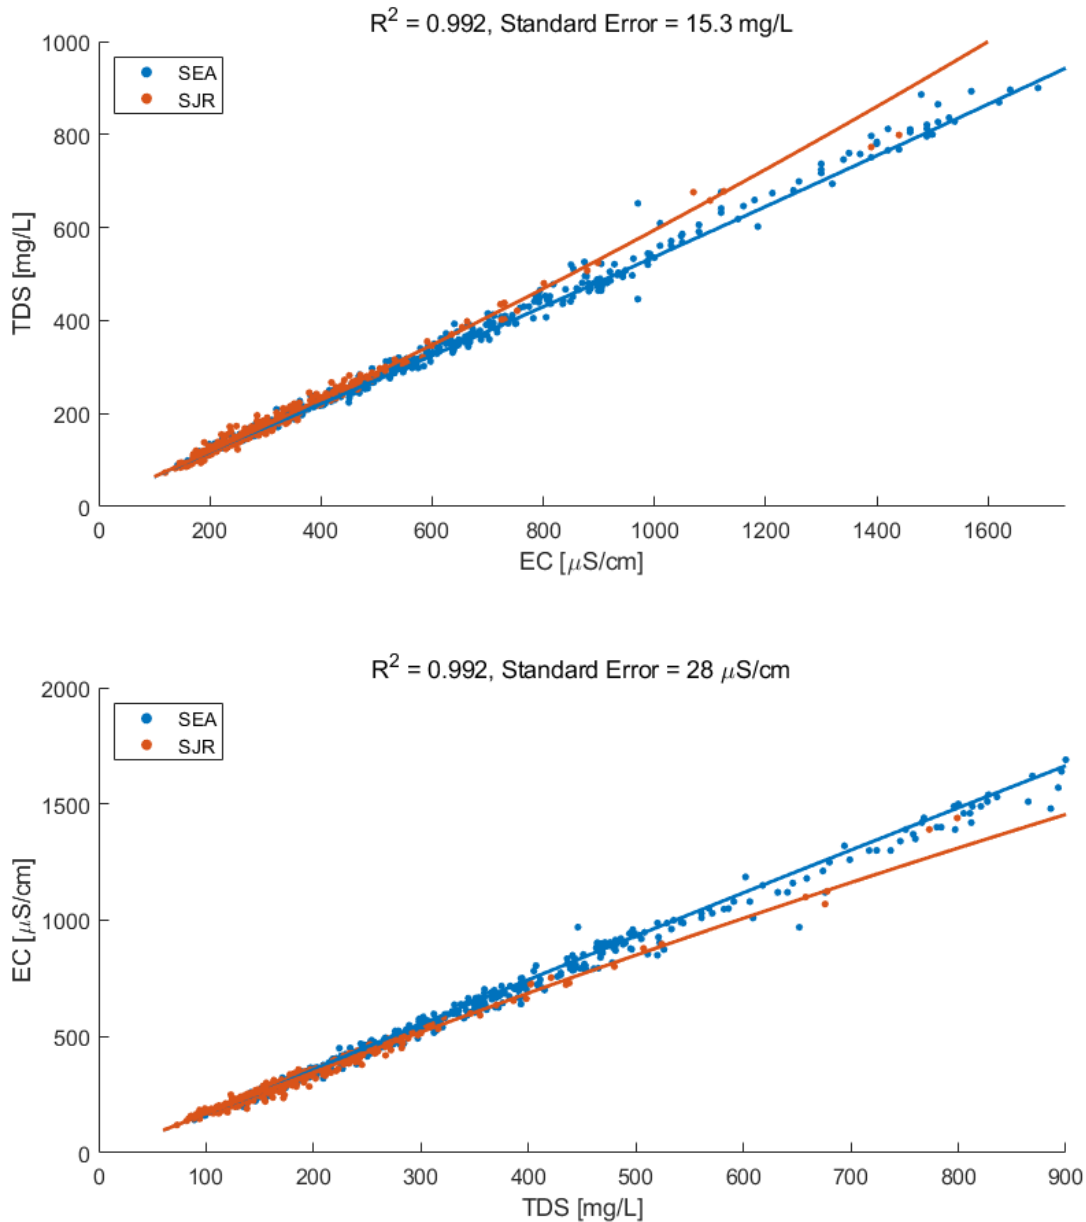 R² = 0.992, Standard Error = 15.3 mg/L
1000
800
600
400
200
0
TDS [mg/L]
SEA
SJR
0 200 400 600 800 1000 1200 1400 1600
EC [μS/cm]
R² = 0.992, Standard Error = 28 μS/cm
2000
1500
1000
500
0
EC [μS/cm]
SEA
SJR
0 100 200 300 400 500 600 700 800 900
TDS [mg/L]